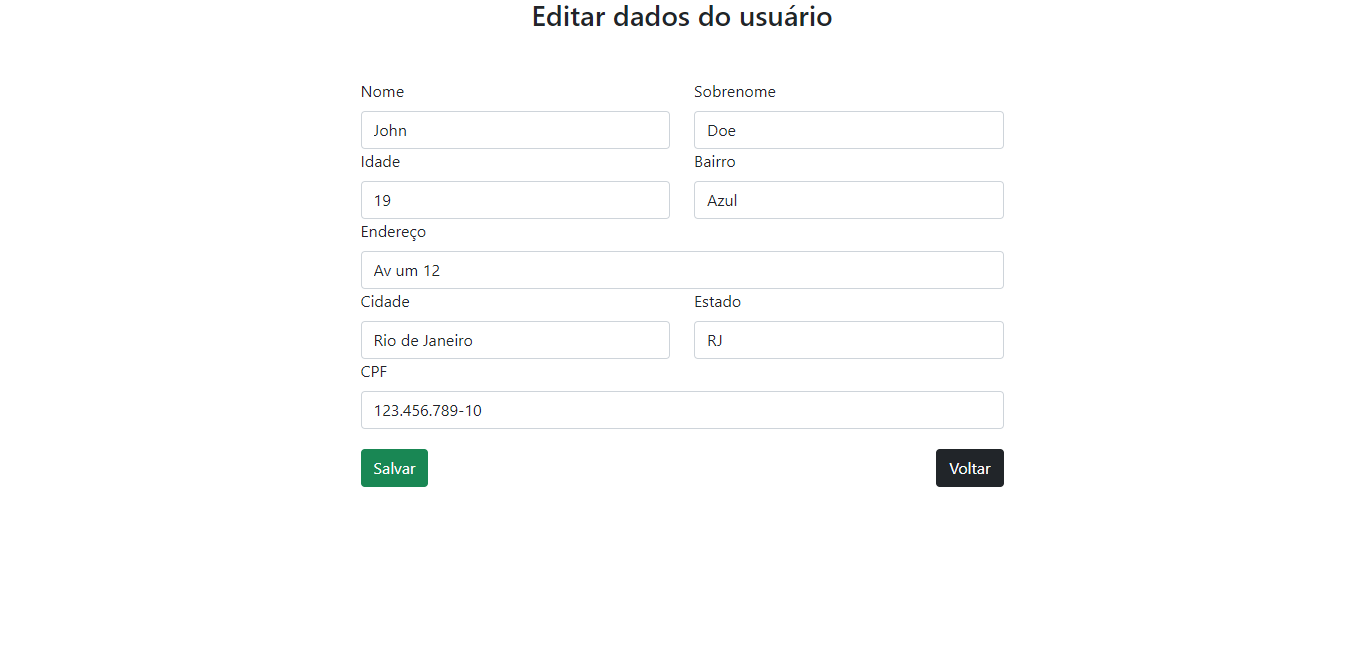 Editar dados do usuário
Nome Sobrenome
John Doe
Idade Bairro
19 Azul
Endereço
Av um 12
Cidade Estado
Rio de Janeiro RJ
CPF
123.456.789-10
Salvar Voltar